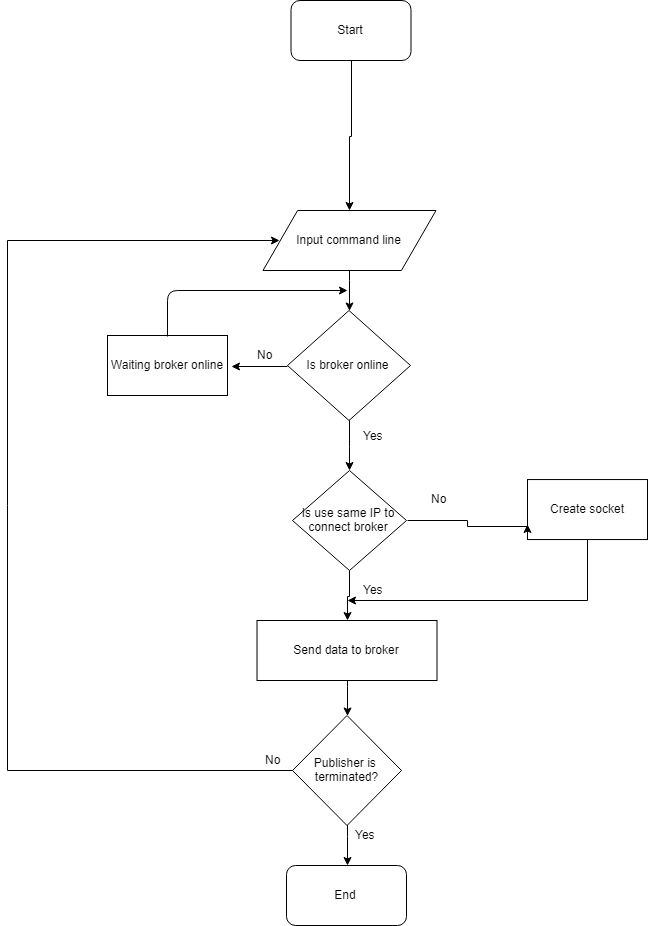 Start
Input command line
Is broker online
No
Waiting broker online
Yes
Is use same IP to
connect broker
No
Create socket
Yes
Send data to broker
Publisher is
terminated?
No
Yes
End